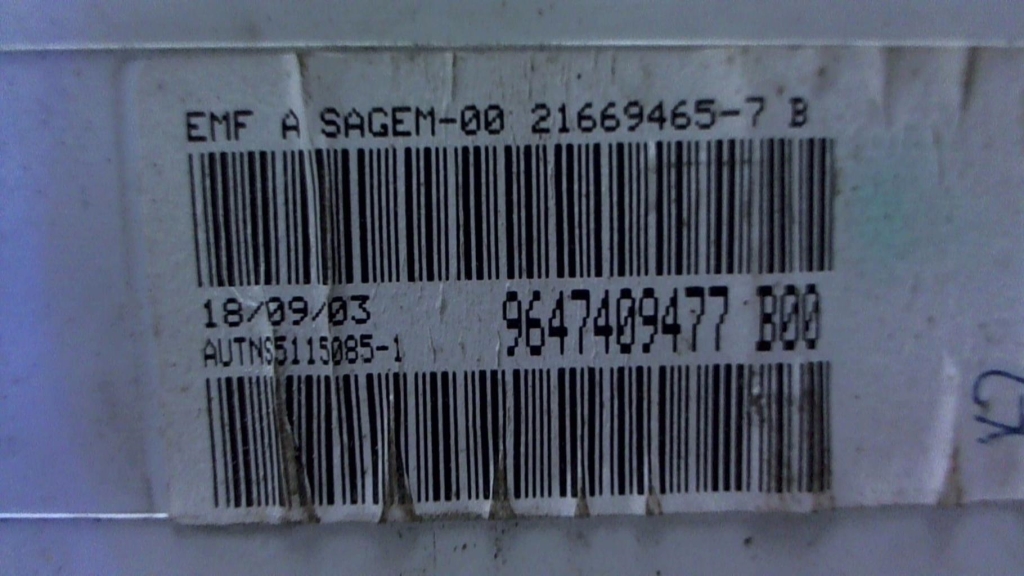 EMF A SAGEM-00 21669465-7 B
18/09/03 9647409477 B00
AUTNS5115085-1